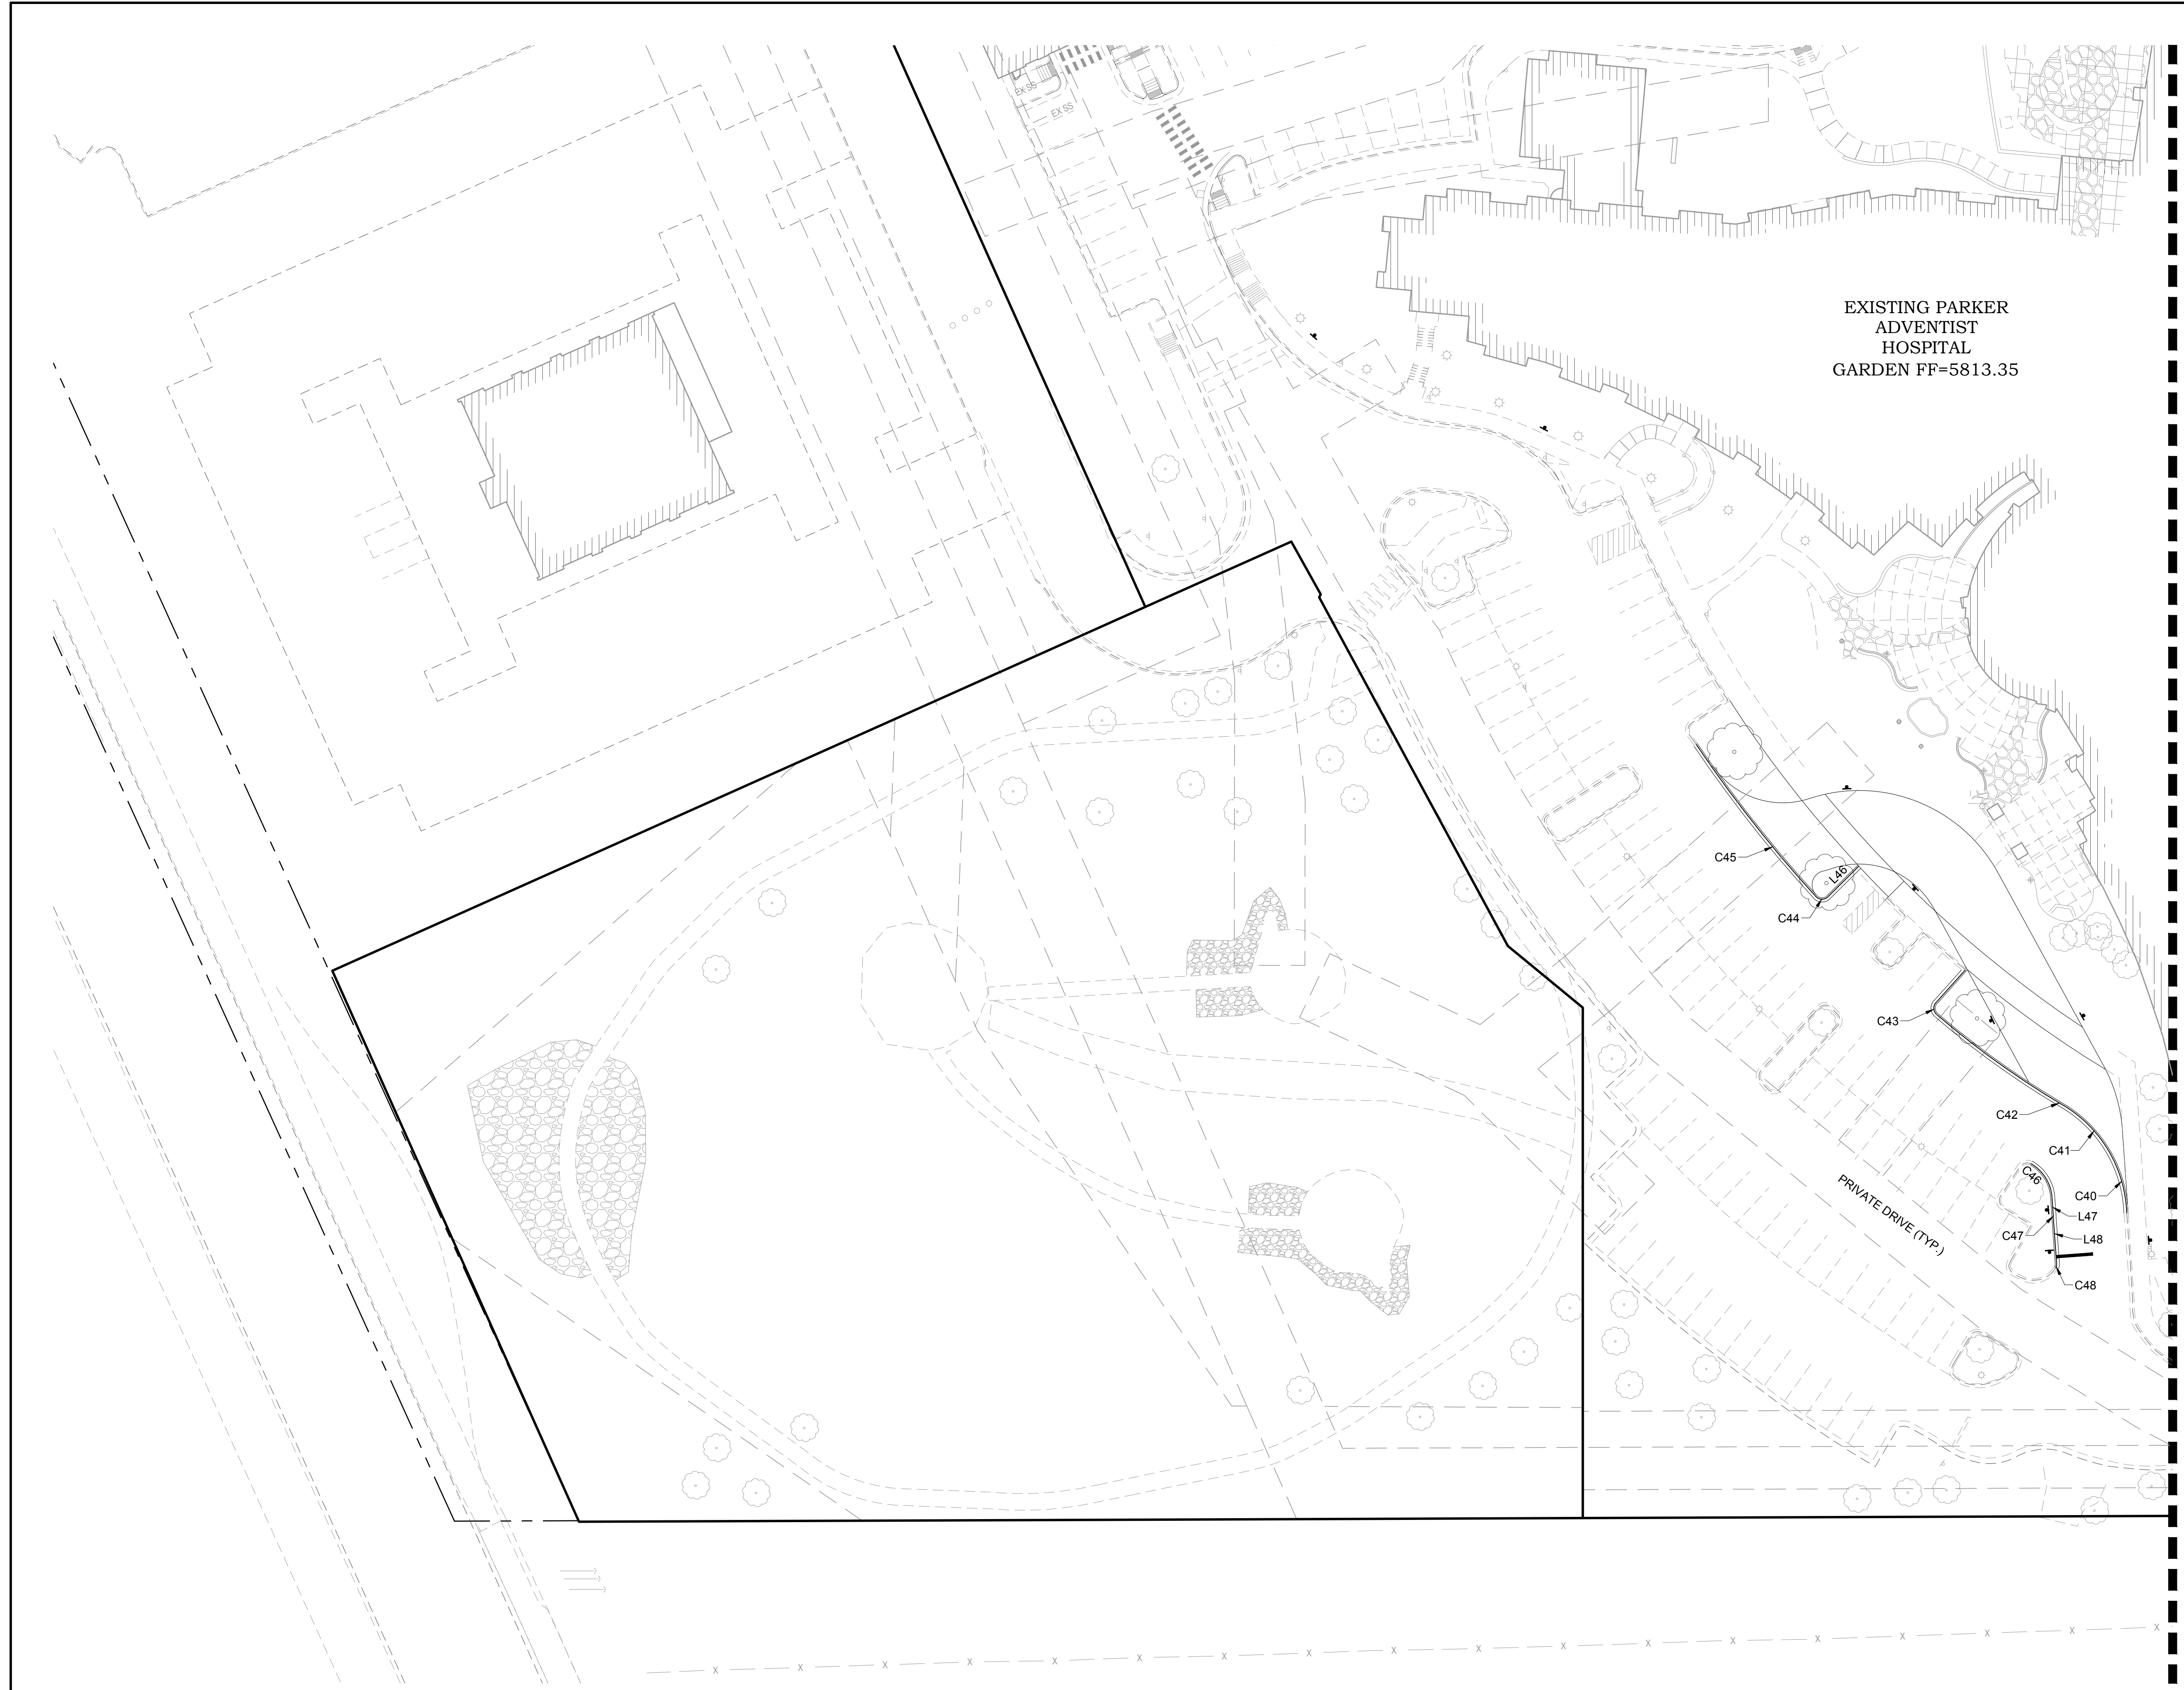 EX SS
EX SS
EXISTING PARKER
ADVENTIST
HOSPITAL
GARDEN FF=5813.35
C45
L46
C44
C43
C42
C41
C46
C40
L47
C47
L48
C48
PRIVATE DRIVE (TYP.)
X X X X X X X X X X X X X X X X X X